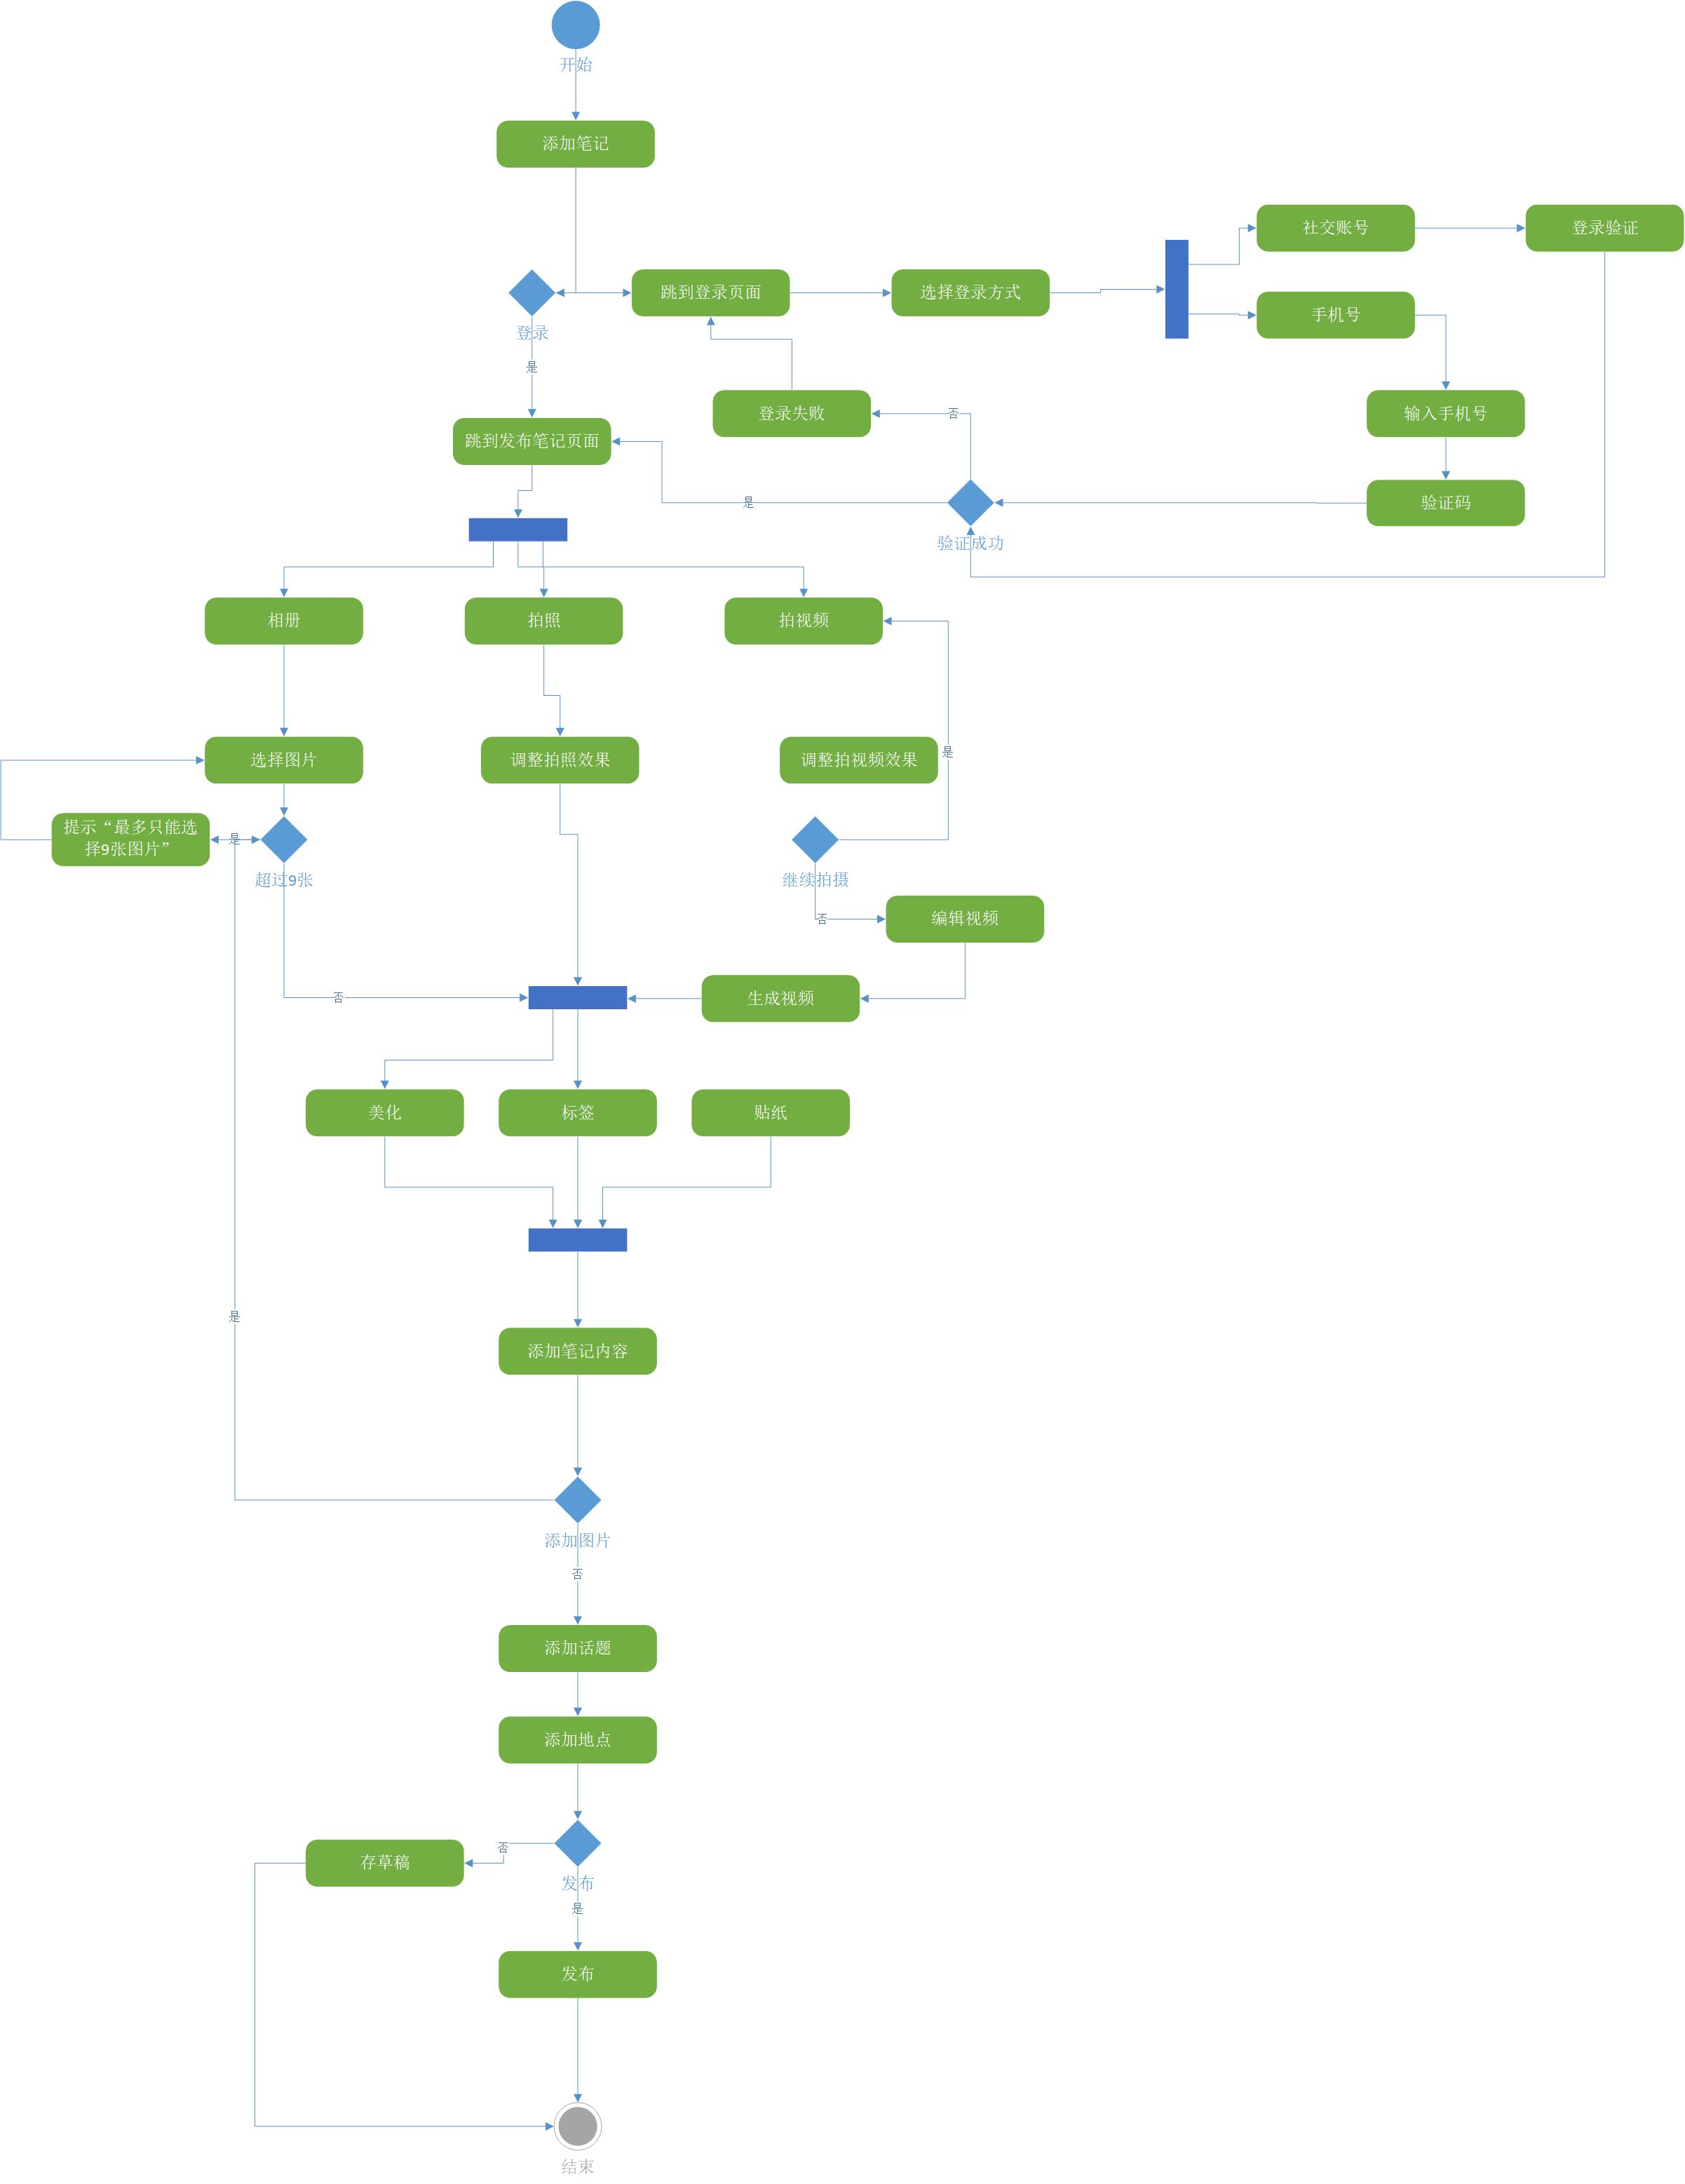 开始
添加笔记
社交账号
登录验证
跳到登录页面
选择登录方式
手机号
登录
是
登录失败
否
输入手机号
跳到发布笔记页面
是
验证码
验证成功
相册
拍照
拍视频
选择图片
调整拍照效果
调整拍视频效果
是
提示“最多只能选
择9张图片”
是
超过9张
继续拍摄
否
编辑视频
否
生成视频
美化
标签
贴纸
是
添加笔记内容
添加图片
否
添加话题
添加地点
否
存草稿
发布
是
发布
结束